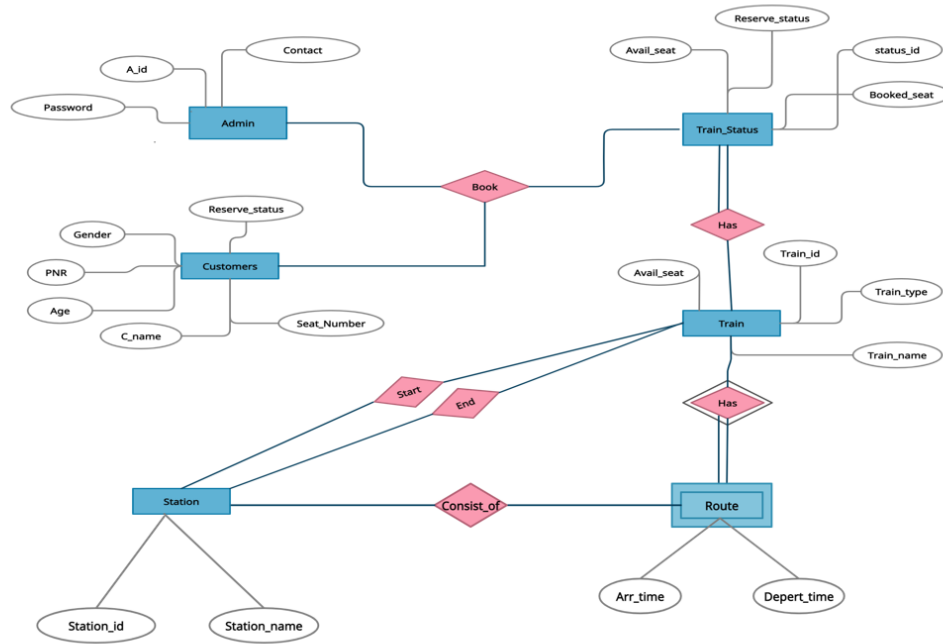 Reserve_status
Contact
Avail_seat
status_id
A_id
Booked_seat
Password
Admin
Train_Status
Book
Reserve_status
Gender
Has
Customers
Train_id
PNR
Avail_seat
Train_type
Age
Seat_Number
Train
C_name
Train_name
Start
End
Has
Station
Consist_of
Route
Arr_time
Depert_time
Station_id
Station_name